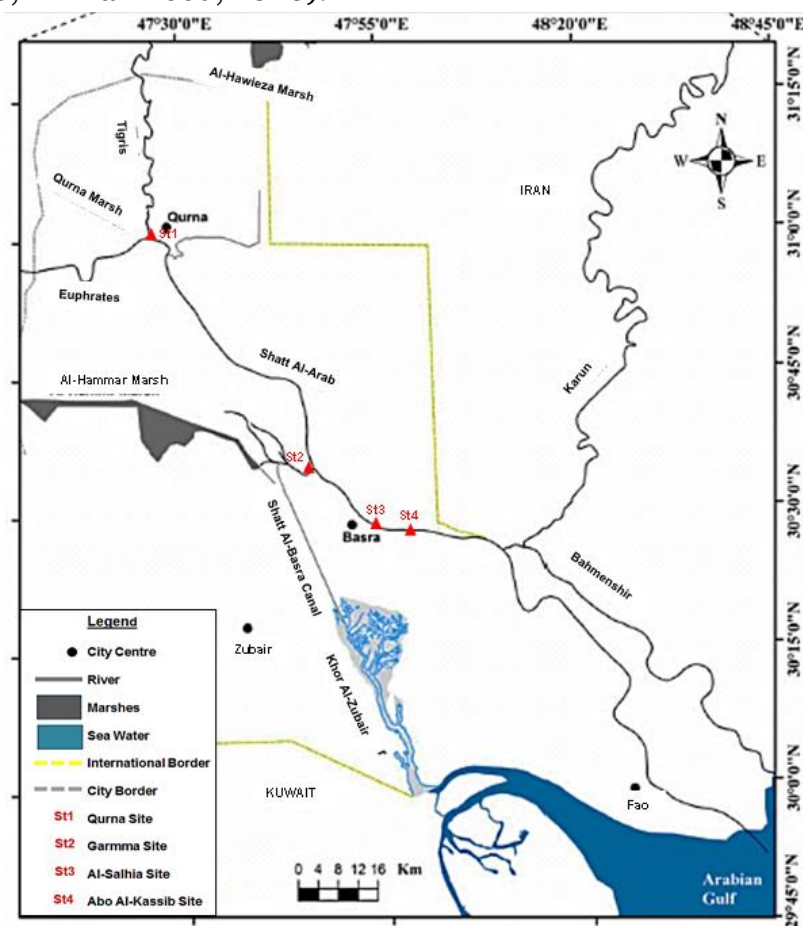 47°30'0"E
47°55'0"E
48°20'0"E
48°45'0"E
Al-Hawieza Marsh
31°15'0"N
Tigris
N
W
E
S
IRAN
Qurna Marsh
Qurna
St1
31°0'0"N
Euphrates
Shatt Al-Arab
30°45'0"N
Karun
Al-Hammar Marsh
St2
St3
St4
30°30'0"N
Basra
Shatt Al-Basra Canal
Bahmenshir
Zubair
30°15'0"N
Khor Al-Zubair
Legend
City Centre
River
Marshes
Sea Water
International Border
City Border
St1 Qurna Site
St2 Garmma Site
St3 Al-Salhia Site
St4 Abo Al-Kassib Site
KUWAIT
30°0'0"N
Fao
0 4 8 12 16 Km
Arabian
Gulf
29°45'0"N